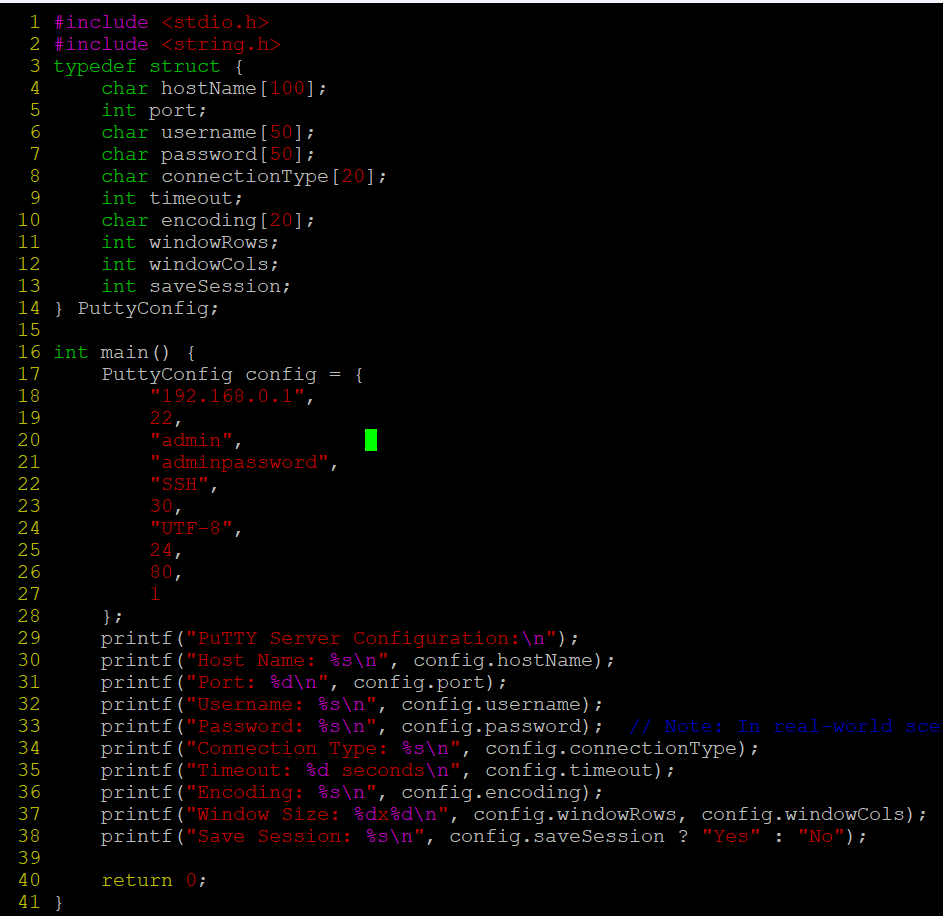 1 #include <stdio.h>
2 #include <string.h>
3 typedef struct {
4     char hostName[100];
5     int port;
6     char username[50];
7     char password[50];
8     char connectionType[20];
9     int timeout;
10     char encoding[20];
11     int windowRows;
12     int windowCols;
13     int saveSession;
14 } PuttyConfig;
15
16 int main() {
17     PuttyConfig config = {
18         "192.168.0.1",
19         22,
20         "admin",
21         "adminpassword",
22         "SSH",
23         30,
24         "UTF-8",
25         24,
26         80,
27         1
28     };
29     printf("PuTTY Server Configuration:\n");
30     printf("Host Name: %s\n", config.hostName);
31     printf("Port: %d\n", config.port);
32     printf("Username: %s\n", config.username);
33     printf("Password: %s\n", config.password);  // Note: In real-world sce
34     printf("Connection Type: %s\n", config.connectionType);
35     printf("Timeout: %d seconds\n", config.timeout);
36     printf("Encoding: %s\n", config.encoding);
37     printf("Window Size: %dx%d\n", config.windowRows, config.windowCols);
38     printf("Save Session: %s\n", config.saveSession ? "Yes" : "No");
39
40     return 0;
41 }